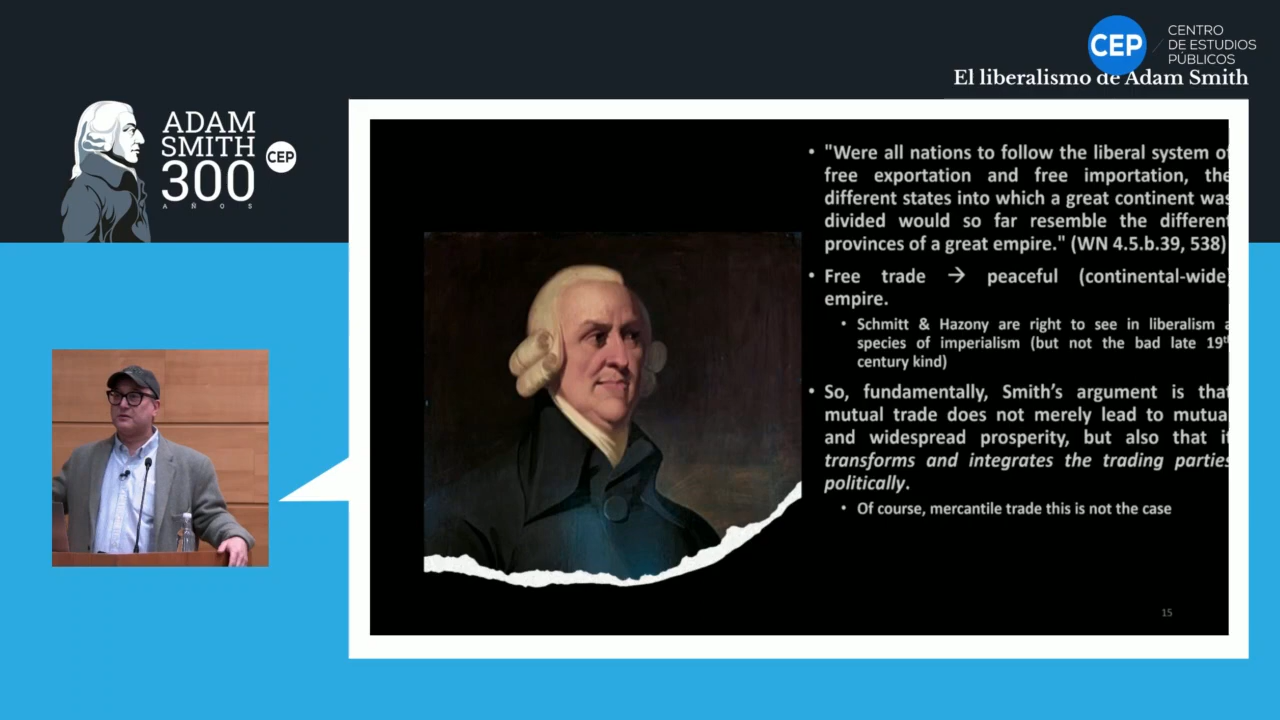 CEP
CENTRO
DE ESTUDIOS
PÚBLICOS
El liberalismo de Adam Smith
ADAM
SMITH
300
AÑOS
CEP
• "Were all nations to follow the liberal system of
free exportation and free importation, the
different states into which a great continent was
divided would so far resemble the different
provinces of a great empire." (WN 4.5.b.39, 538)
• Free trade → peaceful (continental-wide)
empire.
• Schmitt & Hazony are right to see in liberalism a
species of imperialism (but not the bad late 19th
century kind)
• So, fundamentally, Smith’s argument is that
mutual trade does not merely lead to mutua
and widespread prosperity, but also that it
transforms and integrates the trading parties
politically.
• Of course, mercantile trade this is not the case
15